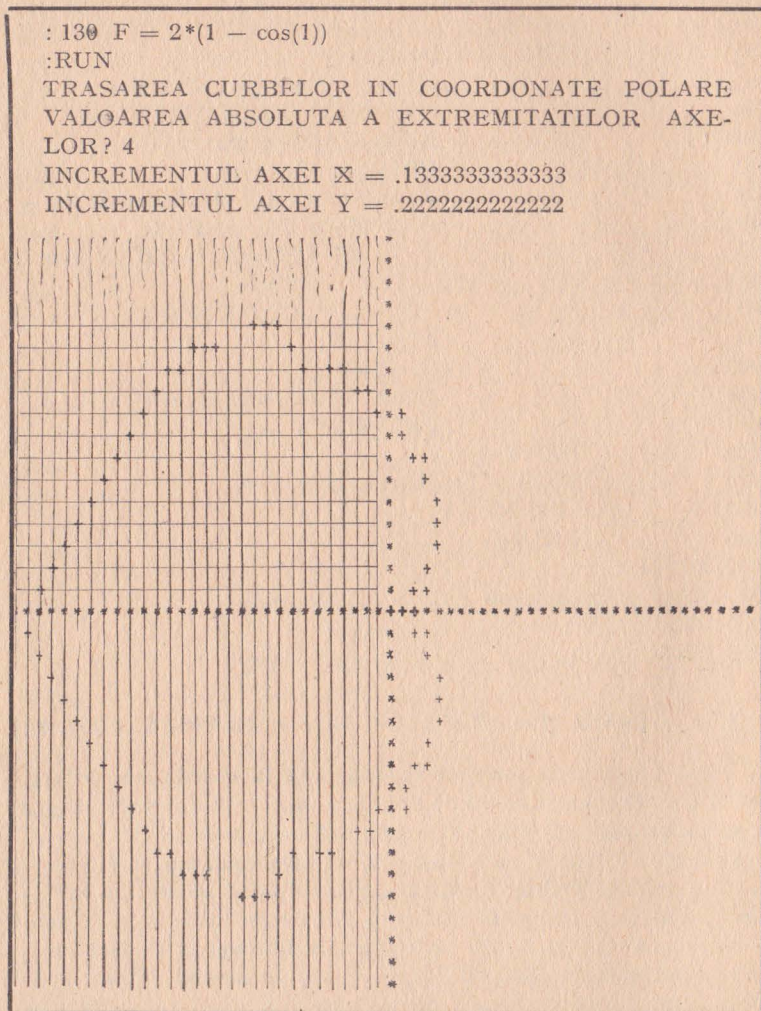 : 130 F = 2*(1 − cos(1))
:RUN
TRASAREA CURBELOR IN COORDONATE POLARE
VALOAREA ABSOLUTA A EXTREMITATILOR AXE-
LOR? 4
INCREMENTUL AXEI X = .1333333333333
INCREMENTUL AXEI Y = .2222222222222